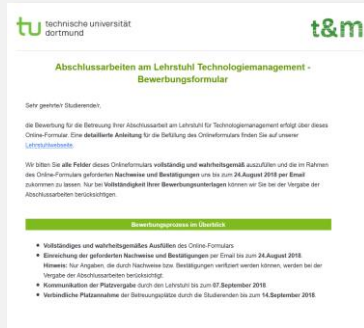 technische universität
dortmund
t&m
Abschlussarbeiten am Lehrstuhl Technologiemanagement -
Bewerbungsformular
Sehr geehrte/r Studierende/r,
die Bewerbung für die Betreuung Ihrer Abschlussarbeit am Lehrstuhl für Technologiemanagement erfolgt über dieses
Online-Formular. Eine detaillierte Anleitung für die Befüllung des Onlineformulars finden Sie auf unserer
Lehrstuhlwebseite.
Wir bitten Sie alle Felder dieses Onlineformulars vollständig und wahrheitsgemäß auszufüllen und die im Rahmen
des Online-Formulars geforderten Nachweise und Bestätigungen uns bis zum 24.August 2018 per Email
zukommen zu lassen. Nur bei Vollständigkeit Ihrer Bewerbungsunterlagen können wir Sie bei der Vergabe der
Abschlussarbeiten berücksichtigen.
Bewerbungsprozess im Überblick
Vollständiges und wahrheitsgemäßes Ausfüllen des Online-Formulars
Einreichung der geforderten Nachweise und Bestätigungen per Email bis zum 24.August 2018.
Hinweis: Nur Angaben, die durch Nachweise bzw. Bestätigungen verifiziert werden können, werden bei der
Vergabe der Abschlussarbeiten berücksichtigt.
Kommunikation der Platzvergabe durch den Lehrstuhl bis zum 07.September 2018.
Verbindliche Platzannahme der Betreuungsplätze durch die Studierenden bis zum 14.September 2018.